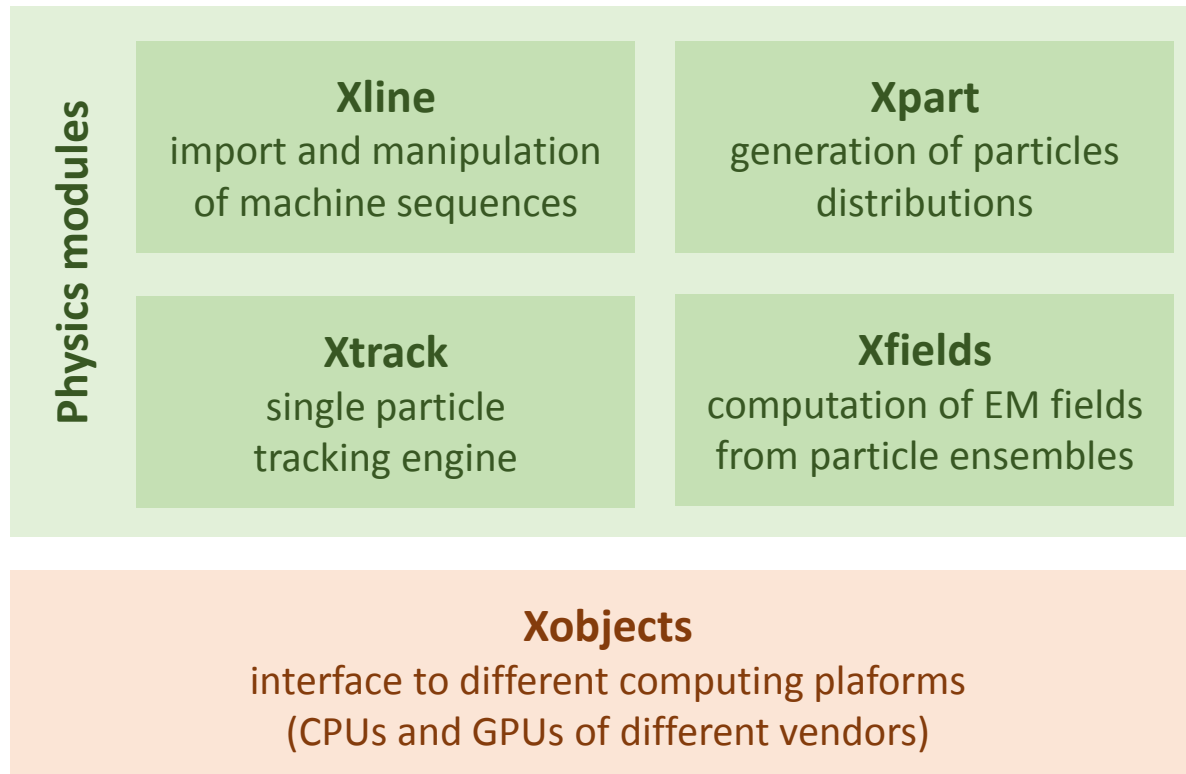 Physics modules
Xline
import and manipulation
of machine sequences
Xpart
generation of particles
distributions
Xtrack
single particle
tracking engine
Xfields
computation of EM fields
from particle ensembles
Xobjects
interface to different computing plaforms
(CPUs and GPUs of different vendors)